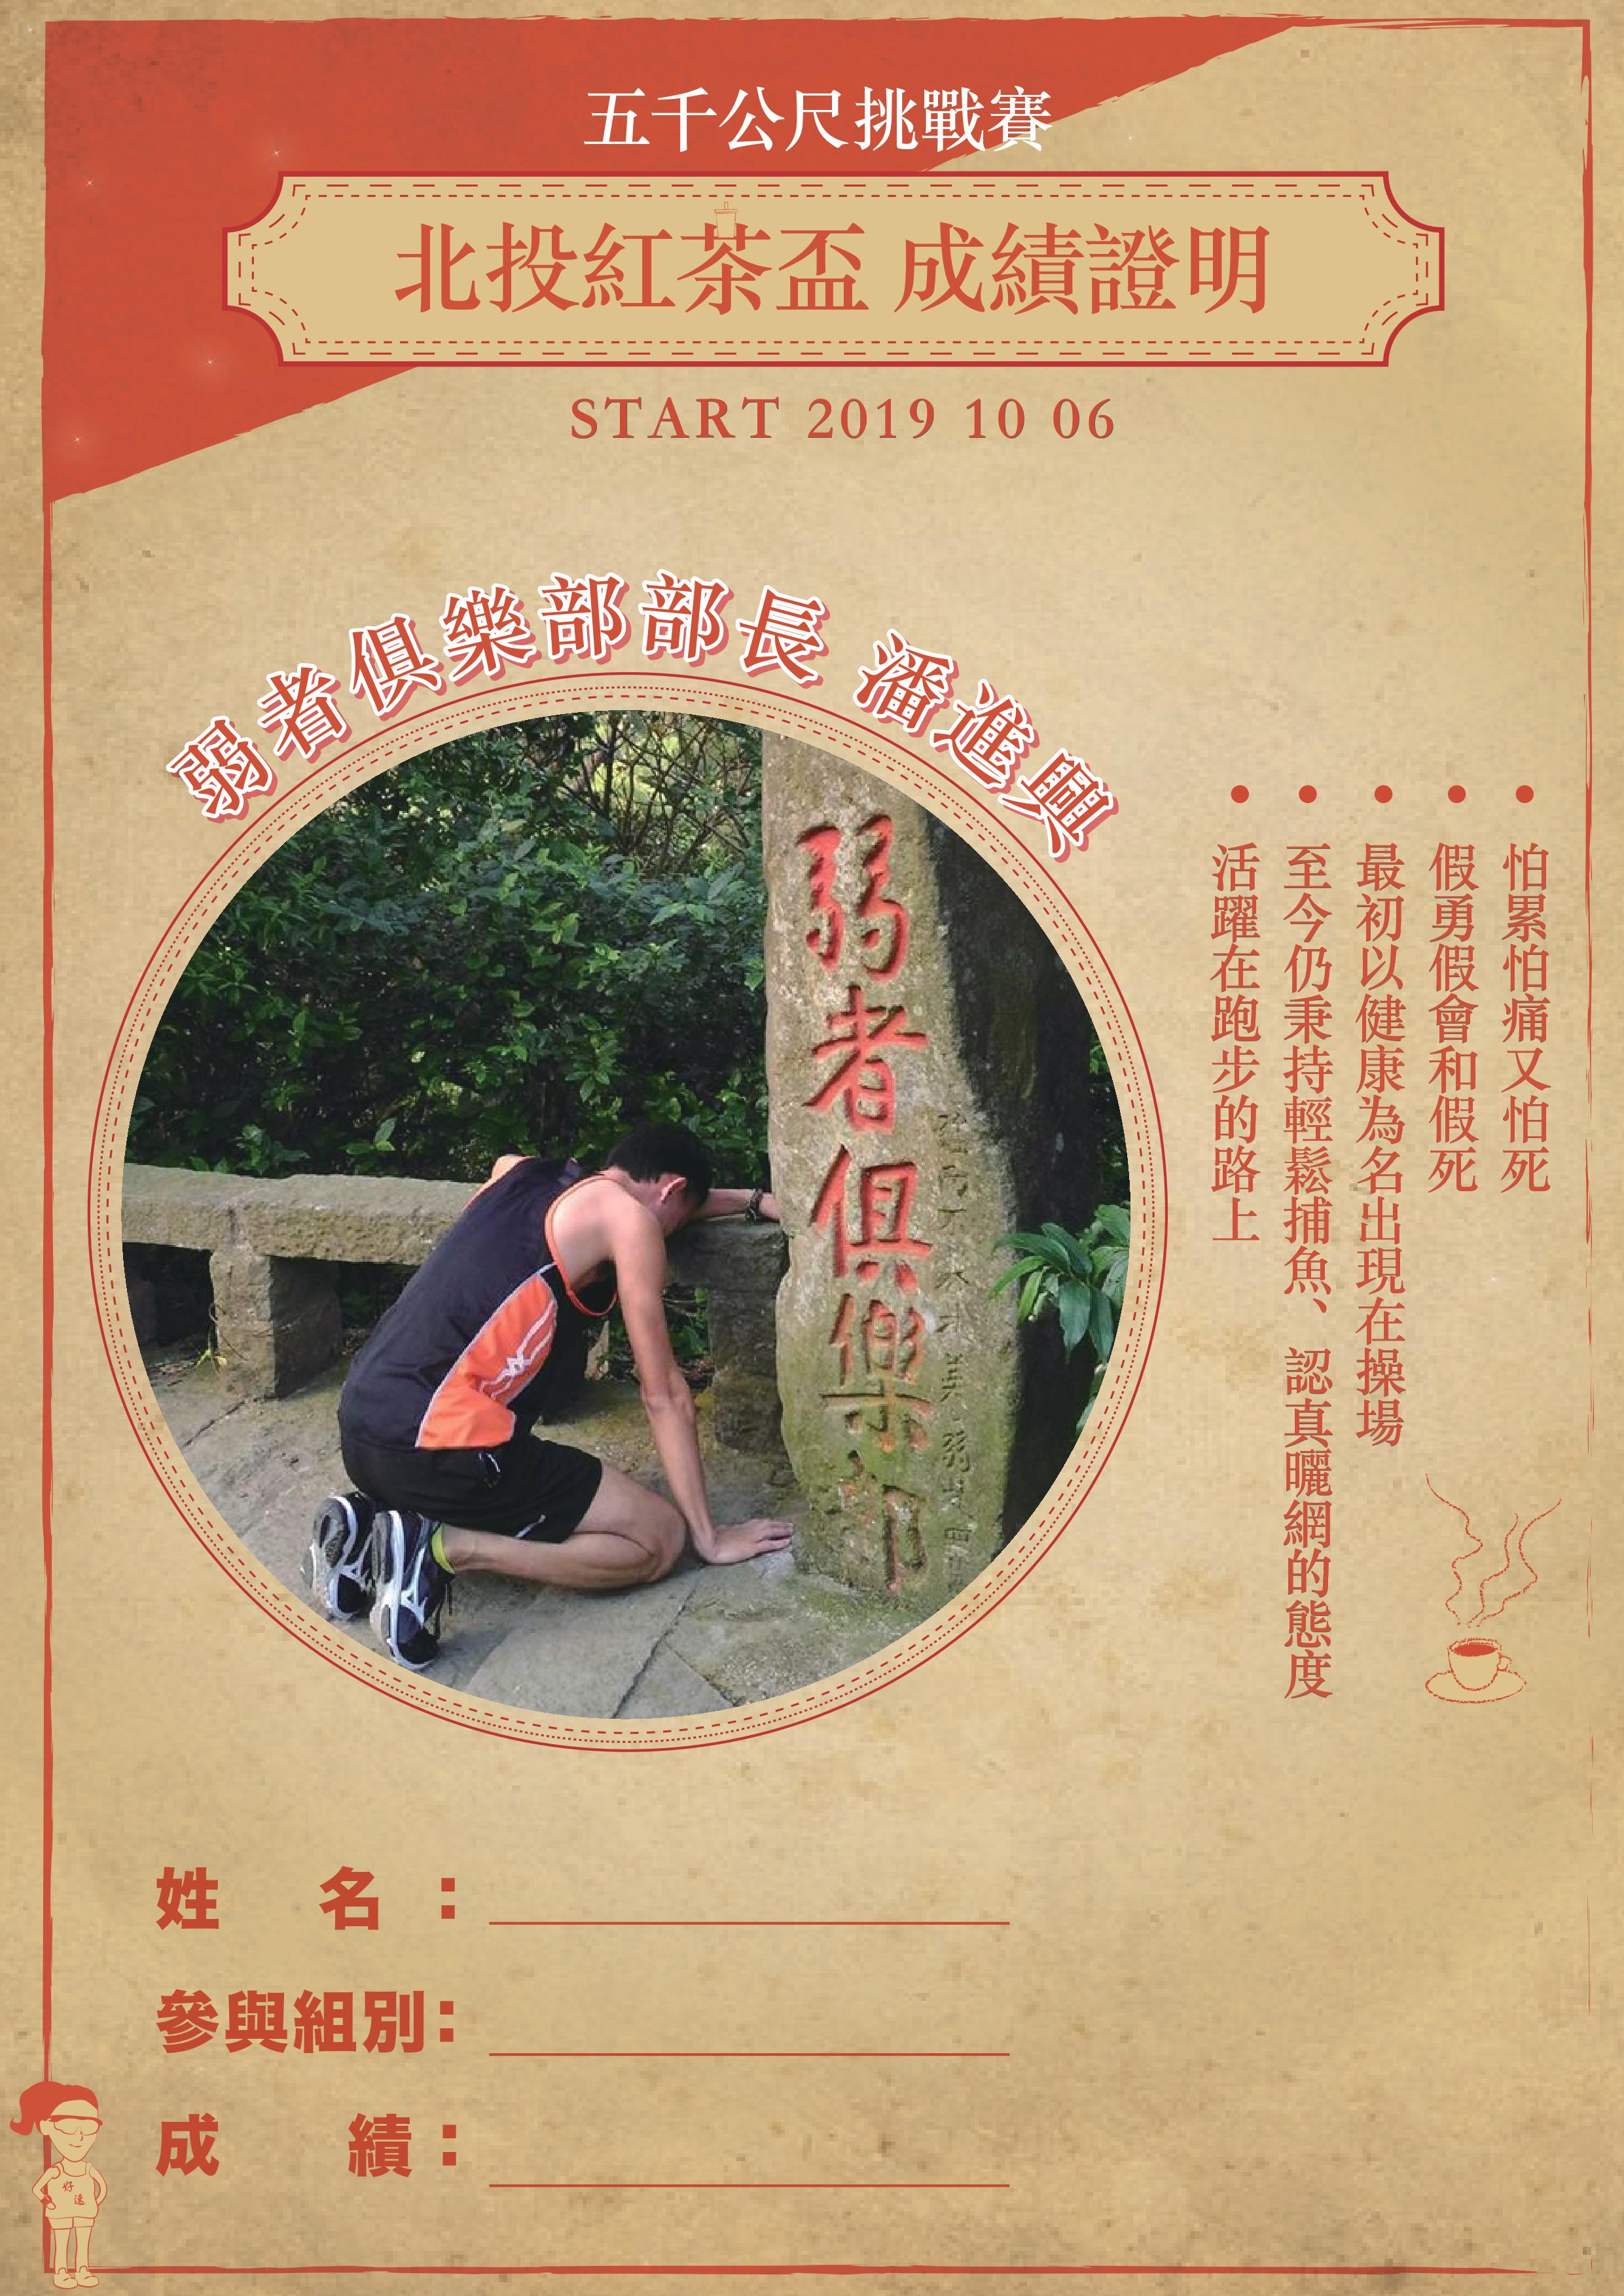 五千公尺挑戰賽
北投紅茶盃 成績證明
START 2019 10 06
弱者俱樂部部長 潘進興
• 怕累怕痛又怕死
• 假勇假會和假死
• 最初以健康為名出現在操場
• 至今仍秉持輕鬆捕魚、認真曬網的態度
• 活躍在跑步的路上
弱者俱樂部
姓名：
參與組別：
成績：
好速